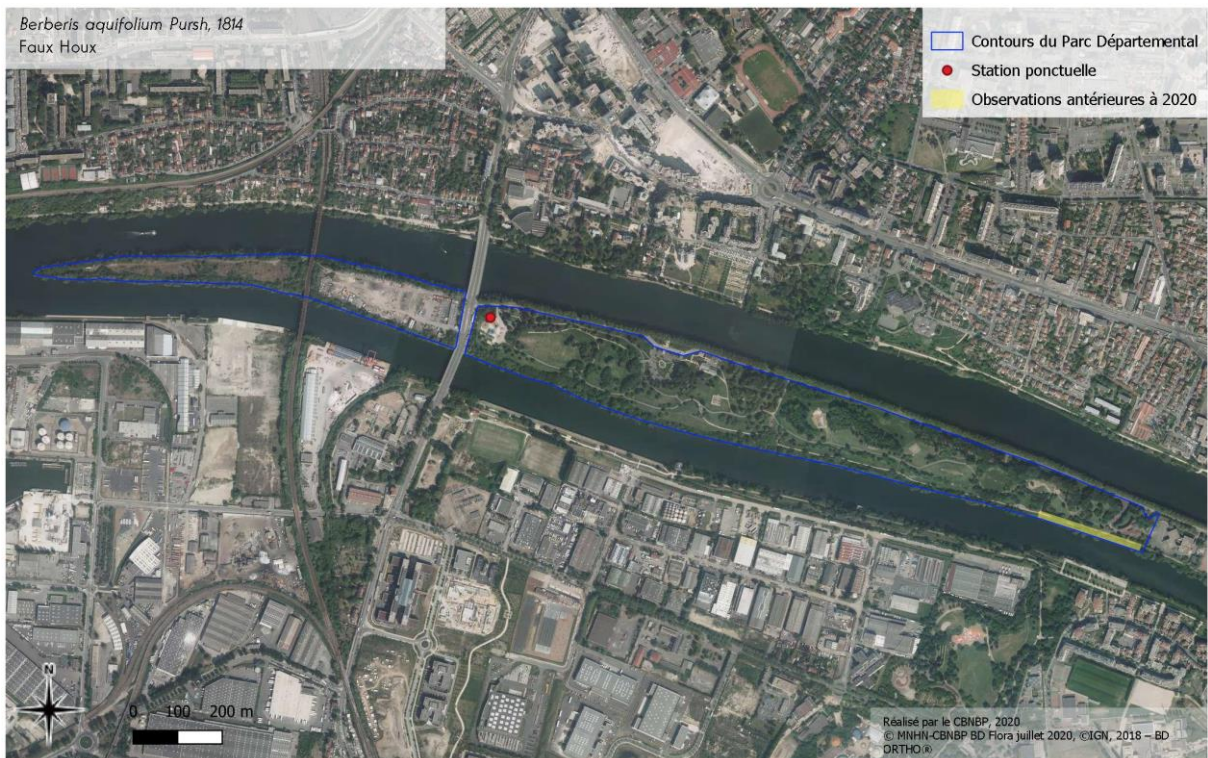 Berberis aquifolium Pursh, 1814
Faux Houx
Contours du Parc Départemental
Station ponctuelle
Observations antérieures à 2020
N
0 100 200 m
Réalisé par le CBNBP, 2020
© MNHN-CBNBP BD Flora juillet 2020, ©IGN, 2018 – BD
ORTHO®